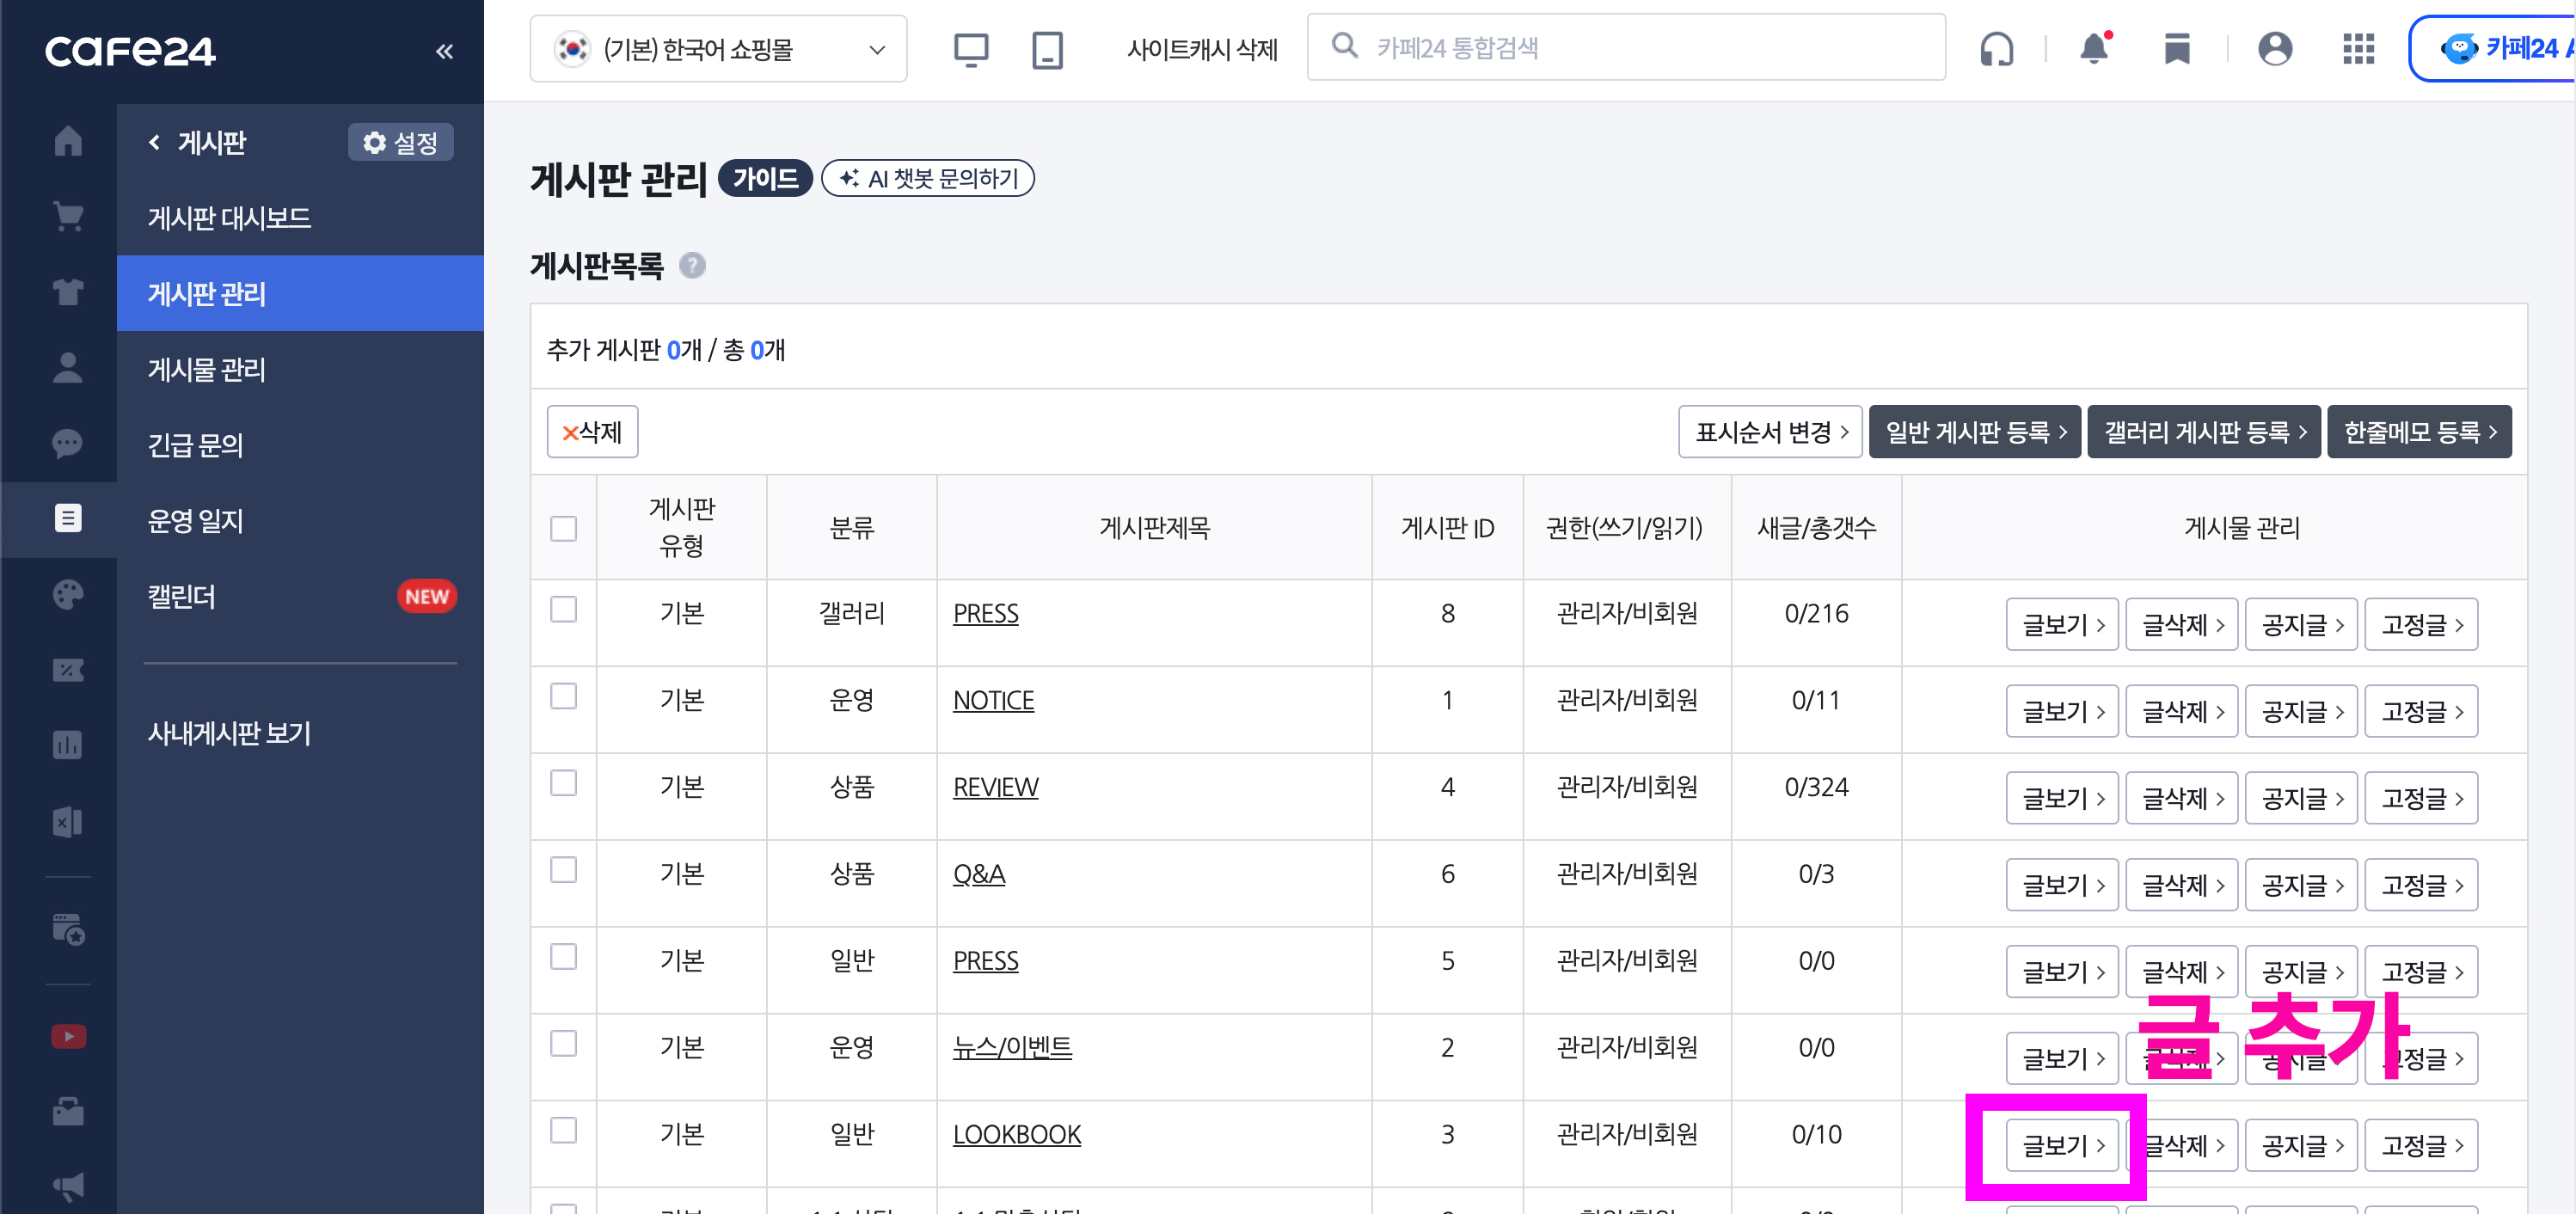 cafe24
(기본) 한국어 쇼핑몰
사이트캐시 삭제
카페24 통합검색
카페24
게시판
설정
게시판 대시보드
게시판 관리
게시물 관리
긴급 문의
운영 일지
캘린더 NEW
사내게시판 보기
게시판 관리 가이드 AI 챗봇 문의하기
게시판목록 ?
추가 게시판 0개 / 총 0개
×삭제 표시순서 변경 > 일반 게시판 등록 > 갤러리 게시판 등록 > 한줄메모 등록 >
게시판 유형 분류 게시판제목 게시판 ID 권한(쓰기/읽기) 새글/총갯수 게시물 관리
기본 갤러리 PRESS 8 관리자/비회원 0/216 글보기 > 글삭제 > 공지글 > 고정글 >
기본 운영 NOTICE 1 관리자/비회원 0/11 글보기 > 글삭제 > 공지글 > 고정글 >
기본 상품 REVIEW 4 관리자/비회원 0/324 글보기 > 글삭제 > 공지글 > 고정글 >
기본 상품 Q&A 6 관리자/비회원 0/3 글보기 > 글삭제 > 공지글 > 고정글 >
기본 일반 PRESS 5 관리자/비회원 0/0 글보기 > 글삭제 > 공지글 > 고정글 >
글 추가
기본 운영 뉴스/이벤트 2 관리자/비회원 0/0 글보기 > 글삭제 > 공지글 > 고정글 >
기본 일반 LOOKBOOK 3 관리자/비회원 0/10 글보기 > 글삭제 > 공지글 > 고정글 >